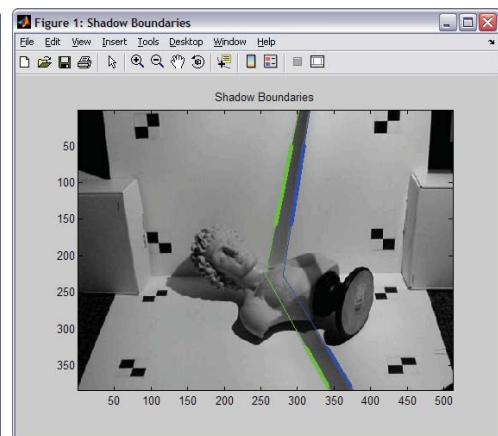 Figure 1: Shadow Boundaries
File Edit View Insert Tools Desktop Window Help
Shadow Boundaries
50
100
150
200
250
300
350
50 100 150 200 250 300 350 400 450 500